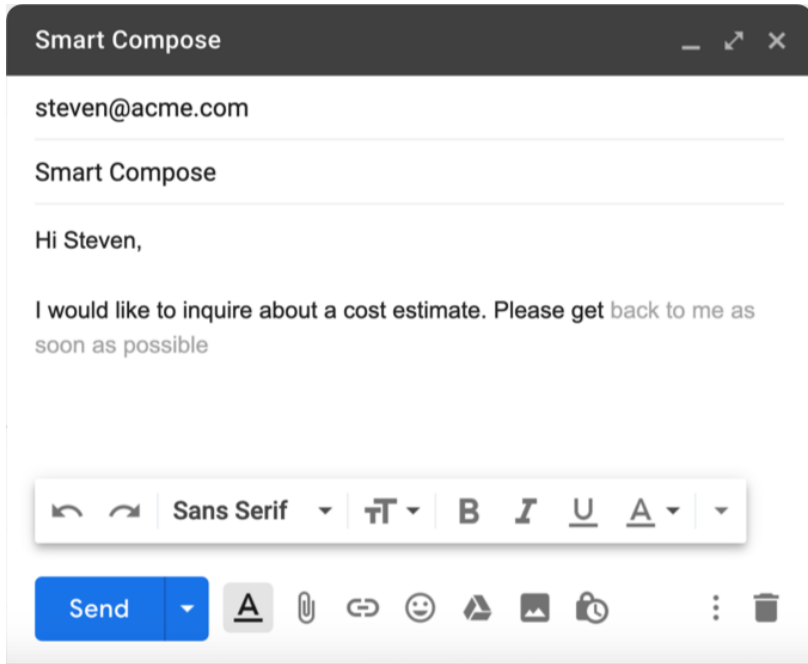 Smart Compose
steven@acme.com
Smart Compose
Hi Steven,
I would like to inquire about a cost estimate. Please get back to me as
soon as possible
Sans Serif
B I U A
Send A